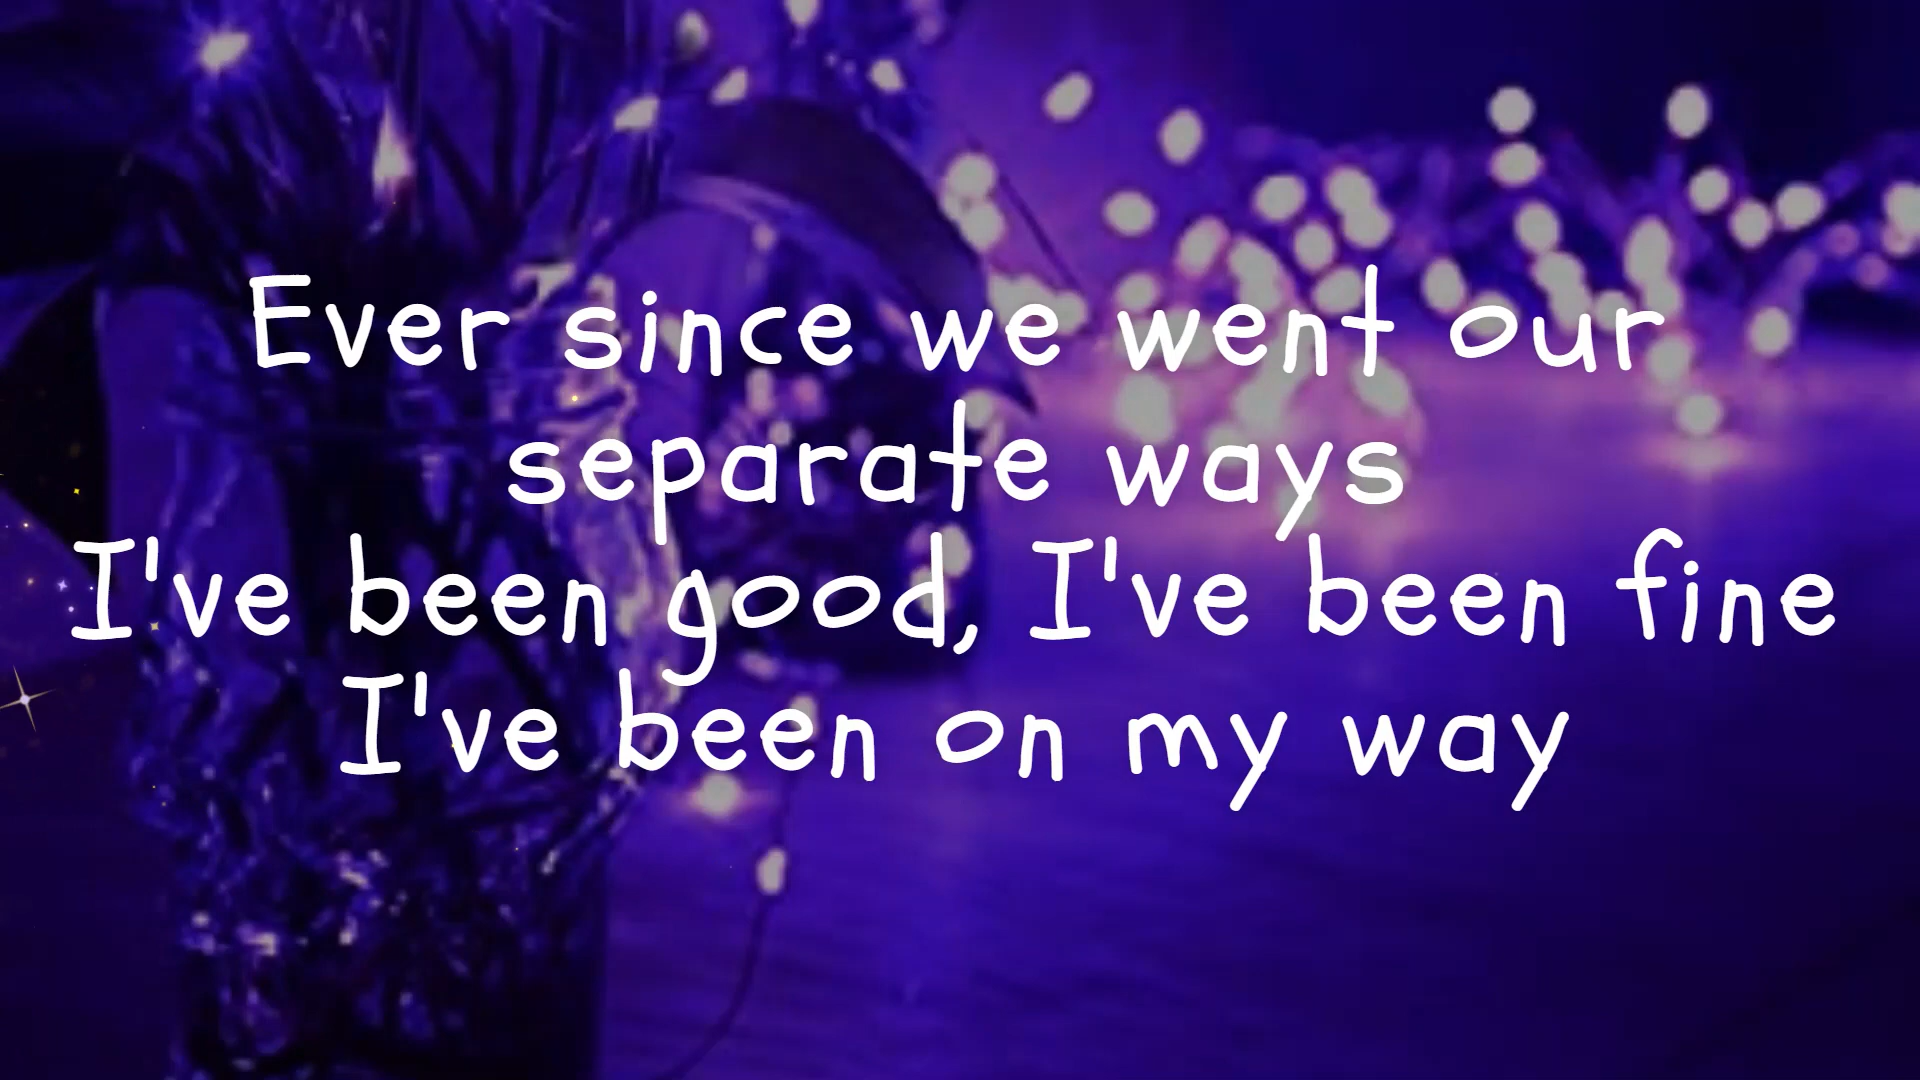 Ever since we went our
separate ways
I've been good, I've been fine
I've been on my way